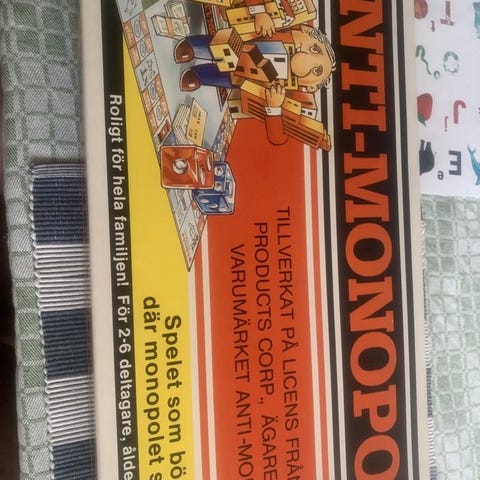 NTI-MONOPO
TILLVERKAT PÅ LICENS FRÅN
PRODUCTS CORP., ÄGARE
VARUMÄRKET ANTI-MO
Spelet som bö
där monopolet s
Roligt för hela familjen! För 2-6 deltagare, ålde